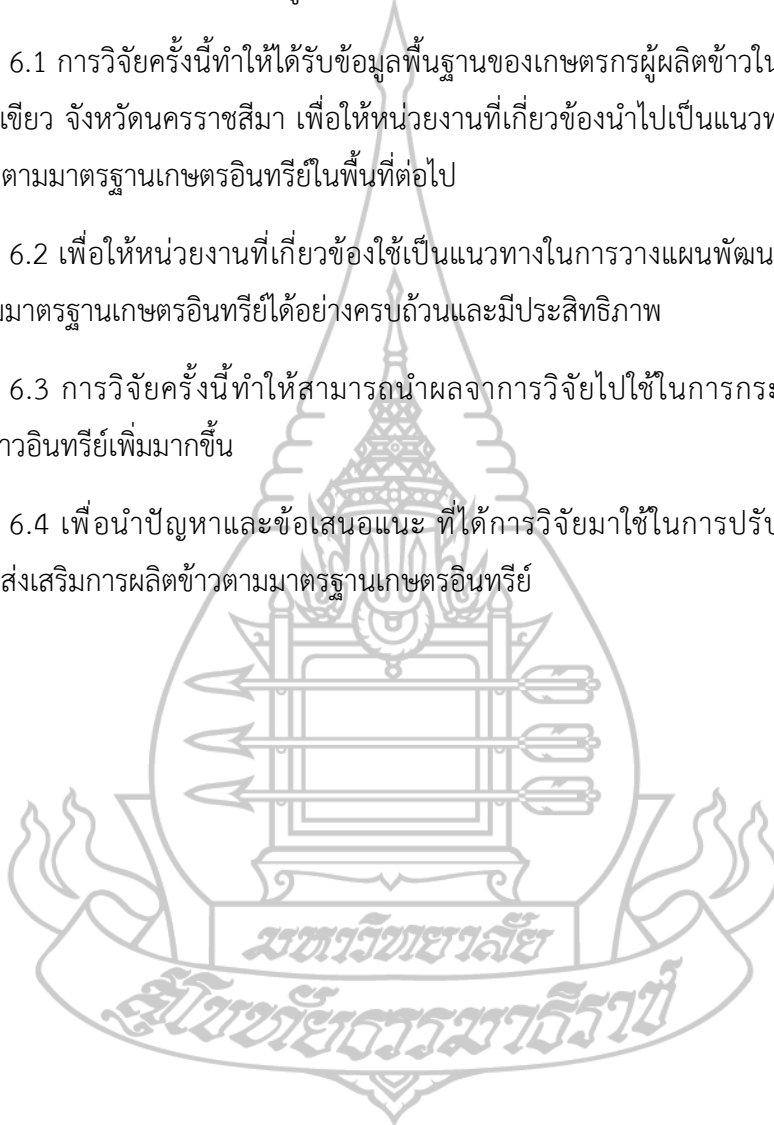 6.1 การวิจัยครั้งนี้ทำให้ได้รับข้อมูลพื้นฐานของเกษตรกรผู้ผลิตข้าวใน
เขียว จังหวัดนครราชสีมา เพื่อให้หน่วยงานที่เกี่ยวข้องนำไปเป็นแนวท
ตามมาตรฐานเกษตรอินทรีย์ในพื้นที่ต่อไป
6.2 เพื่อให้หน่วยงานที่เกี่ยวข้องใช้เป็นแนวทางในการวางแผนพัฒน
มมาตรฐานเกษตรอินทรีย์ได้อย่างครบถ้วนและมีประสิทธิภาพ
6.3 การวิจัยครั้งนี้ทำให้สามารถนำผลจาการวิจัยไปใช้ในการกระ
าวอินทรีย์เพิ่มมากขึ้น
6.4 เพื่อนำปัญหาและข้อเสนอแนะ ที่ได้การวิจัยมาใช้ในการปรับ
ส่งเสริมการผลิตข้าวตามมาตรฐานเกษตรอินทรีย์
มหาวิทยาลัย
สุโขทัยธรรมาธิราช